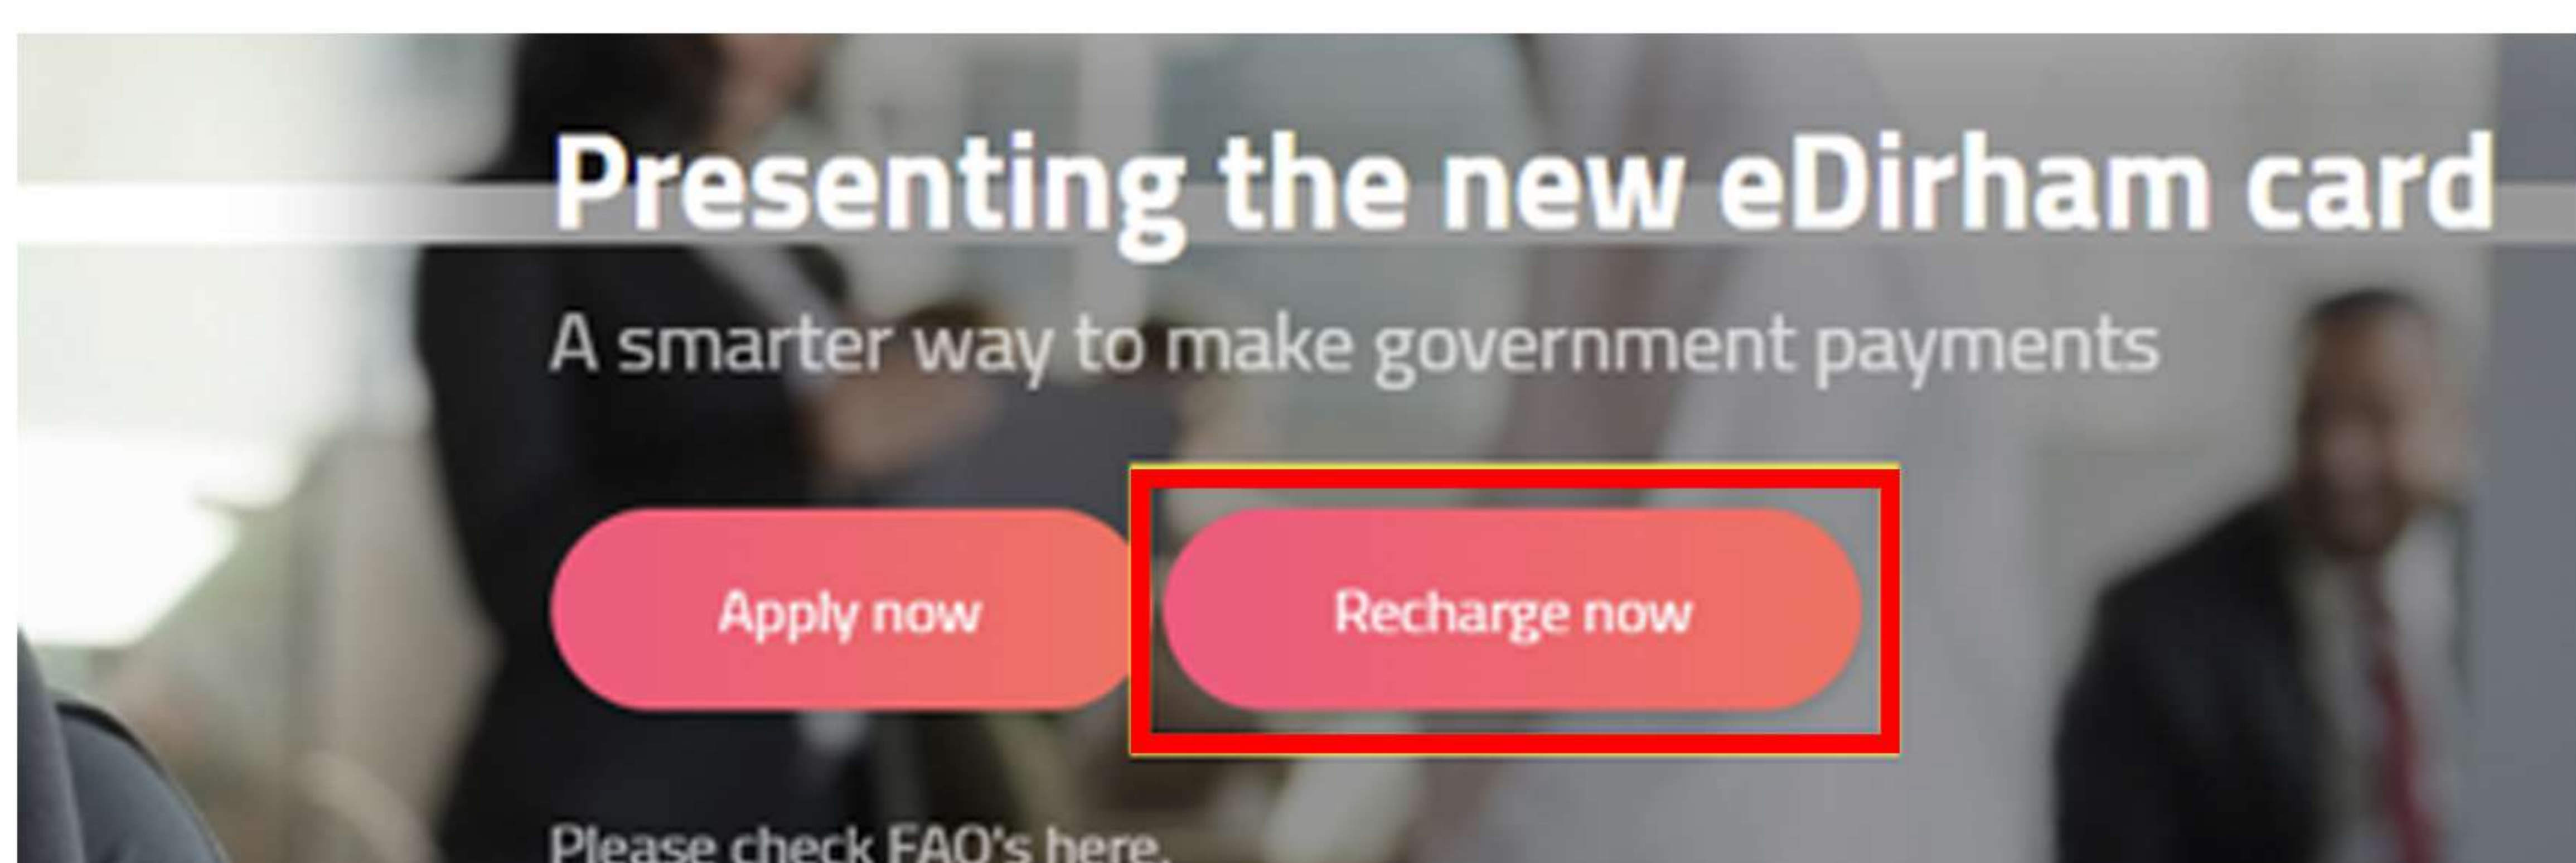 Presenting the new eDirham card
A smarter way to make government payments
Apply now
Recharge now
Please check FAQ's here.